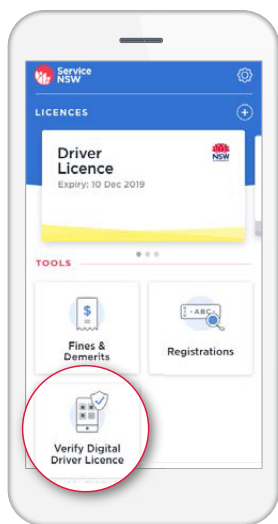 Service
NSW
LICENCES
Driver
Licence
Expiry: 10 Dec 2019
NSW
TOOLS
$
ABC
Fines &
Demerits
Registrations
Verify Digital
Driver Licence